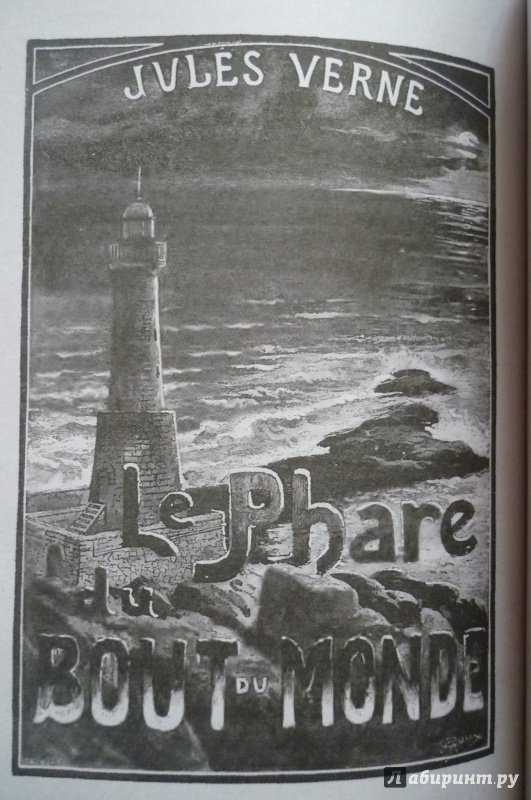 JULES VERNE
Le Phare
du
BOUT DU MONDE
Лабиринт.ру